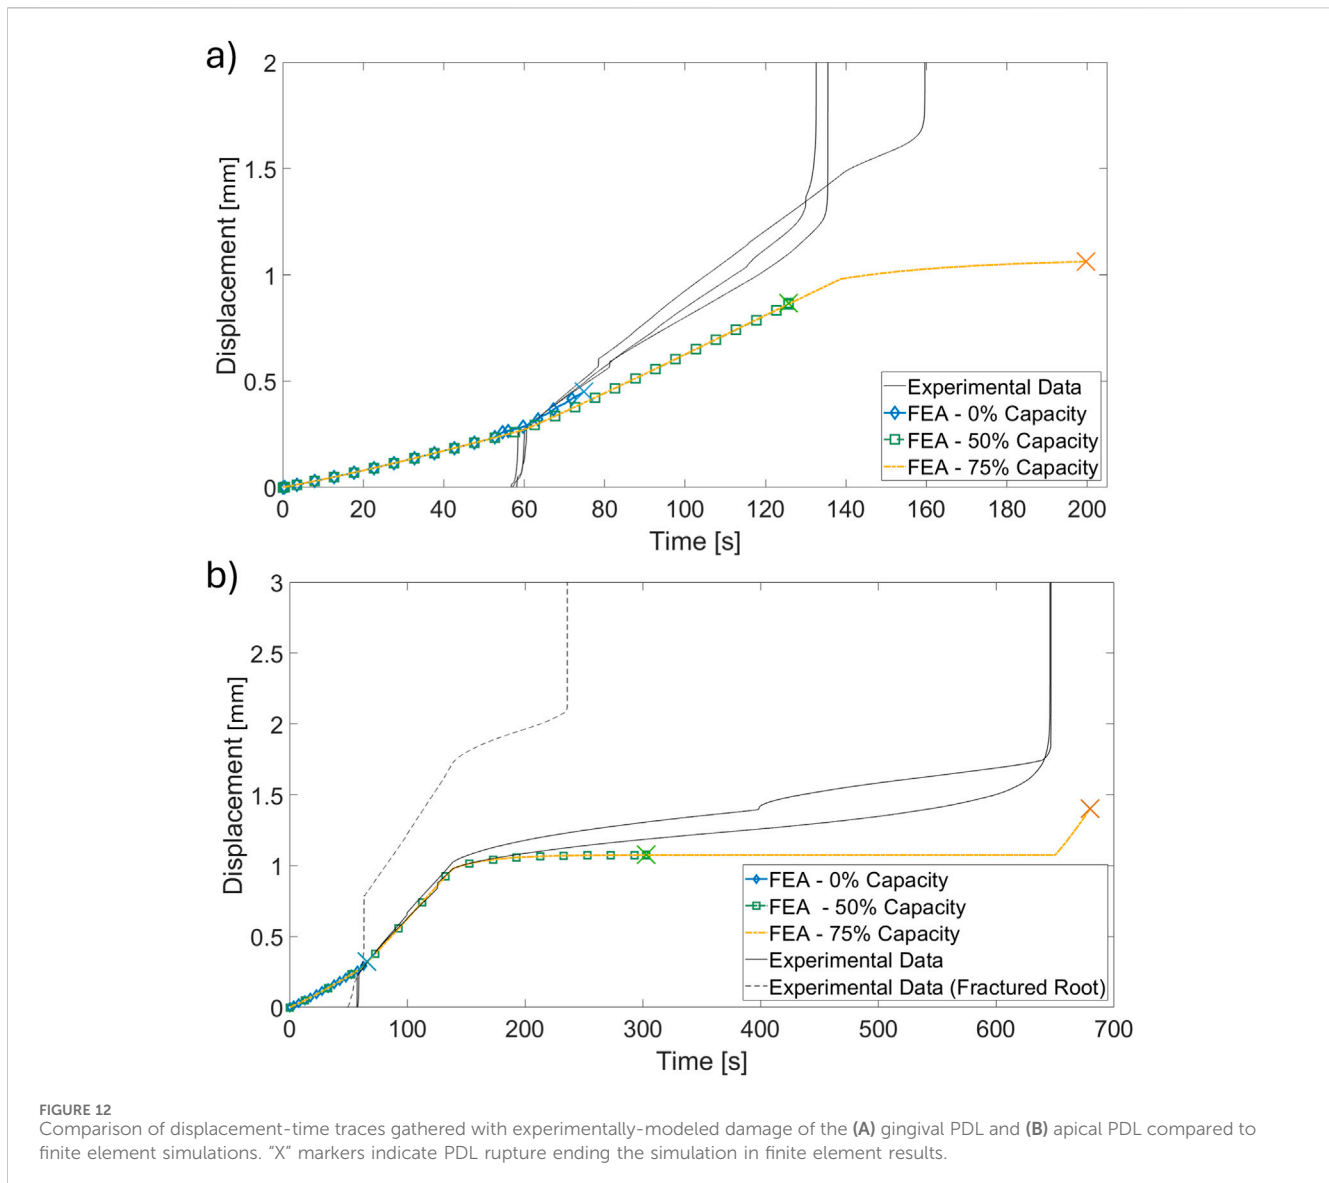 a)
2
1.5
1
0.5
0
Displacement [mm]
0 20 40 60 80 100 120 140 160 180 200
Time [s]
Experimental Data
FEA - 0% Capacity
FEA - 50% Capacity
FEA - 75% Capacity
b)
3
2.5
2
1.5
1
0.5
0
Displacement [mm]
0 100 200 300 400 500 600 700
Time [s]
FEA - 0% Capacity
FEA - 50% Capacity
FEA - 75% Capacity
Experimental Data
Experimental Data (Fractured Root)
FIGURE 12
Comparison of displacement-time traces gathered with experimentally-modeled damage of the (A) gingival PDL and (B) apical PDL compared to
finite element simulations. “X” markers indicate PDL rupture ending the simulation in finite element results.